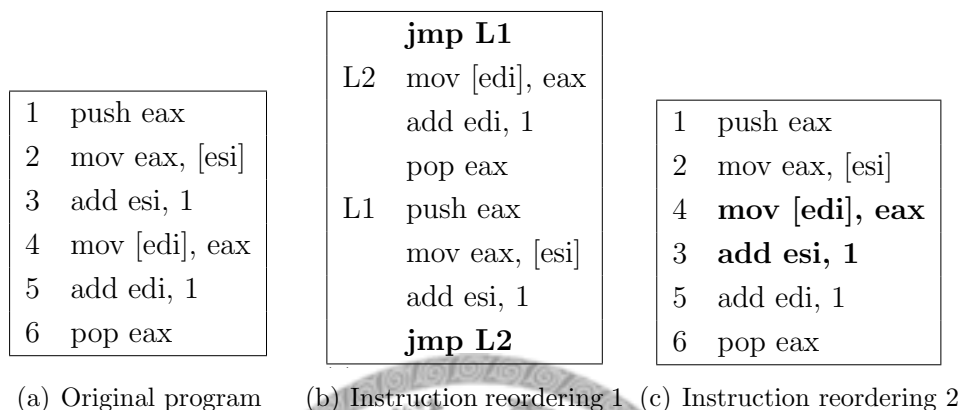 1 push eax
2 mov eax, [esi]
3 add esi, 1
4 mov [edi], eax
5 add edi, 1
6 pop eax
(a) Original program
jmp L1
L2 mov [edi], eax
add edi, 1
pop eax
L1 push eax
mov eax, [esi]
add esi, 1
jmp L2
(b) Instruction reordering 1
1 push eax
2 mov eax, [esi]
4 mov [edi], eax
3 add esi, 1
5 add edi, 1
6 pop eax
(c) Instruction reordering 2